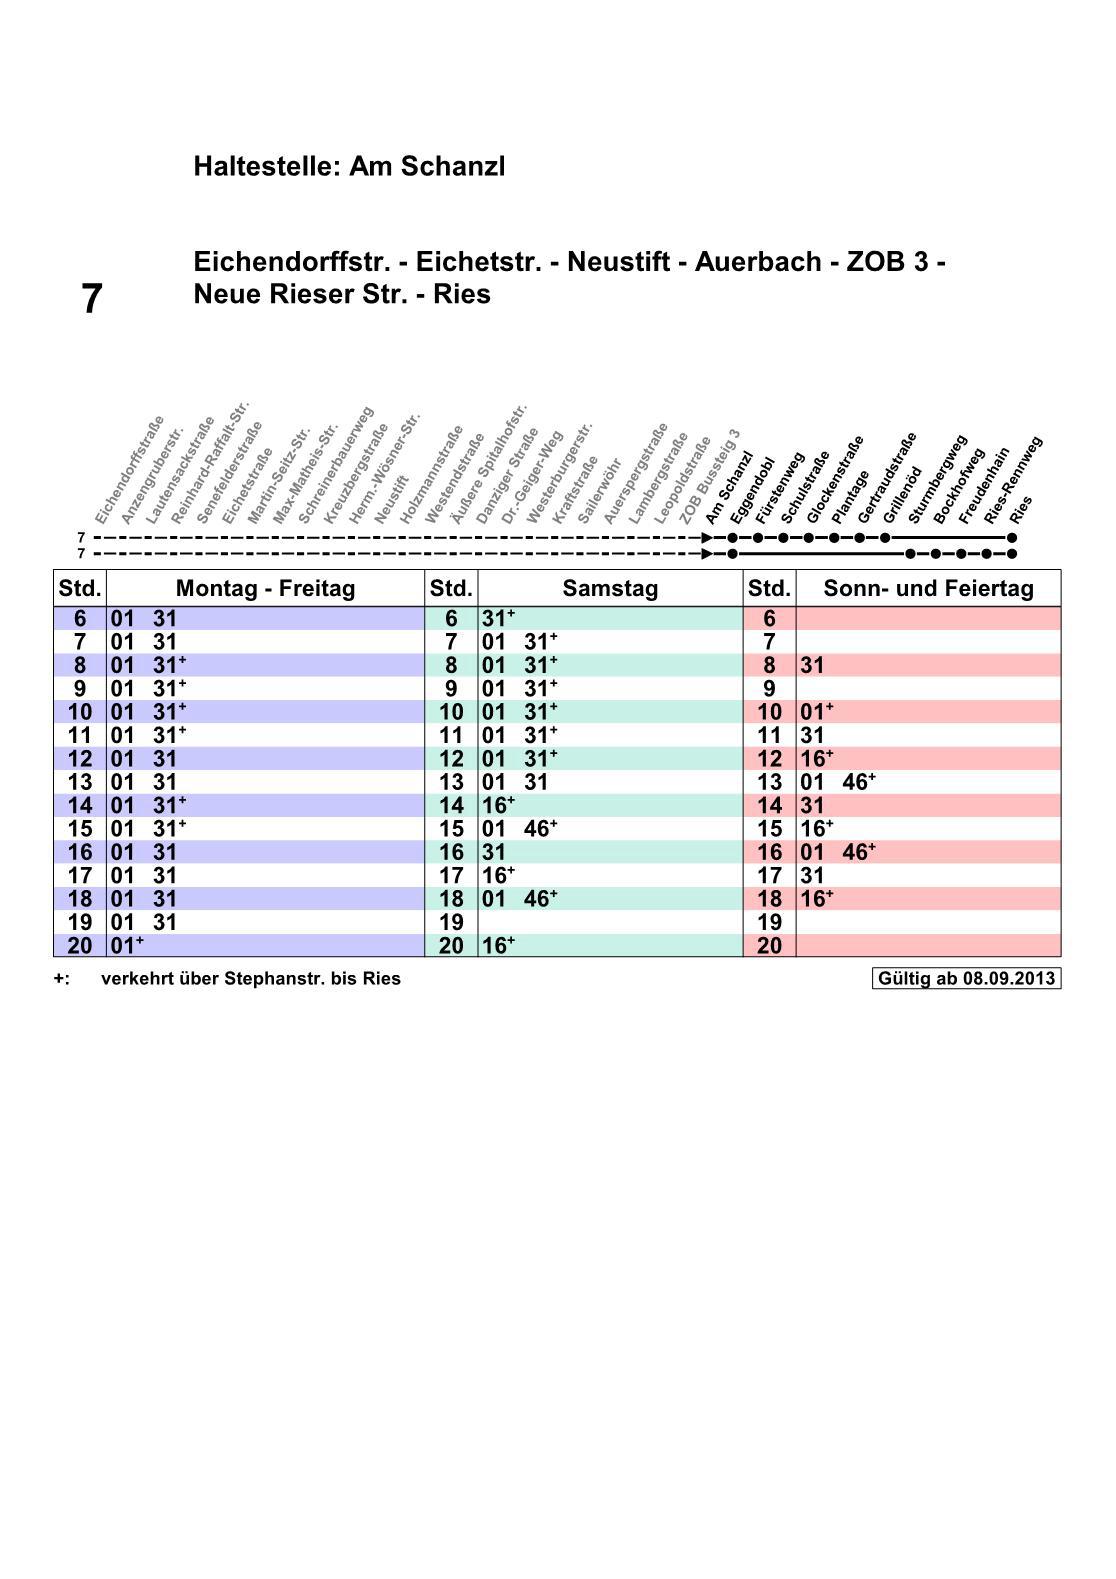 Haltestelle: Am Schanzl
Eichendorffstr. - Eichetstr. - Neustift - Auerbach - ZOB 3 -
7 Neue Rieser Str. - Ries
Eichendorffstraße
Anzengruberstr.
Lautensackstraße
Reinhard-Raffalt-Str.
Senefelderstraße
Eichetstraße
Martin-Seitz-Str.
Max-Matheis-Str.
Schreinerbauerweg
Kreuzbergstraße
Herm.-Wösner-Str.
Neustift
Holzmannstraße
Westendstraße
Äußere Spitalhofstr.
Danziger Straße
Dr.-Geiger-Weg
Westerburgerstr.
Kraftstraße
Sailerwöhr
Auerspergstraße
Lambergstraße
Leopoldstraße
ZOB Bussteig 3
Am Schanzl
Eggendobl
Fürstenweg
Schulstraße
Glockenstraße
Plantage
Gertraudstraße
Grillenöd
Sturmbergweg
Bockhofweg
Freudenhain
Ries-Rennweg
Ries
7
7
Std. Montag - Freitag Std. Samstag Std. Sonn- und Feiertag
6 01 31 6 31+ 6
7 01 31 7 01 31+ 7
8 01 31+ 8 01 31+ 8 31
9 01 31+ 9 01 31+ 9
10 01 31+ 10 01 31+ 10 01+
11 01 31+ 11 01 31+ 11 31
12 01 31 12 01 31+ 12 16+
13 01 31 13 01 31 13 01 46+
14 01 31+ 14 16+ 14 31
15 01 31+ 15 01 46+ 15 16+
16 01 31 16 31 16 01 46+
17 01 31 17 16+ 17 31
18 01 31 18 01 46+ 18 16+
19 01 31 19 19
20 01+ 20 16+ 20
+: verkehrt über Stephanstr. bis Ries Gültig ab 08.09.2013